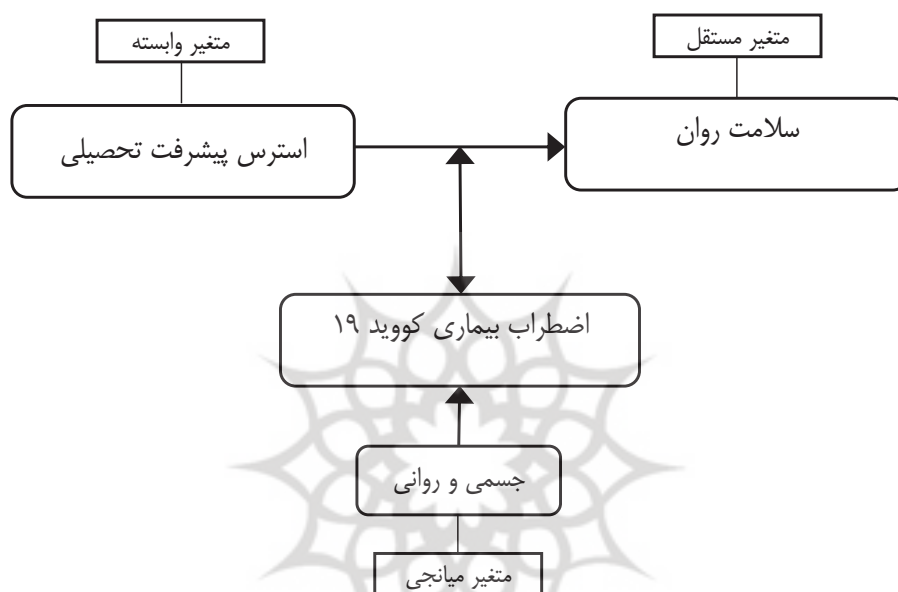 متغیر مستقل
متغیر وابسته
سلامت روان
استرس پیشرفت تحصیلی
اضطراب بیماری کووید ۱۹
جسمی و روانی
متغیر میانجی